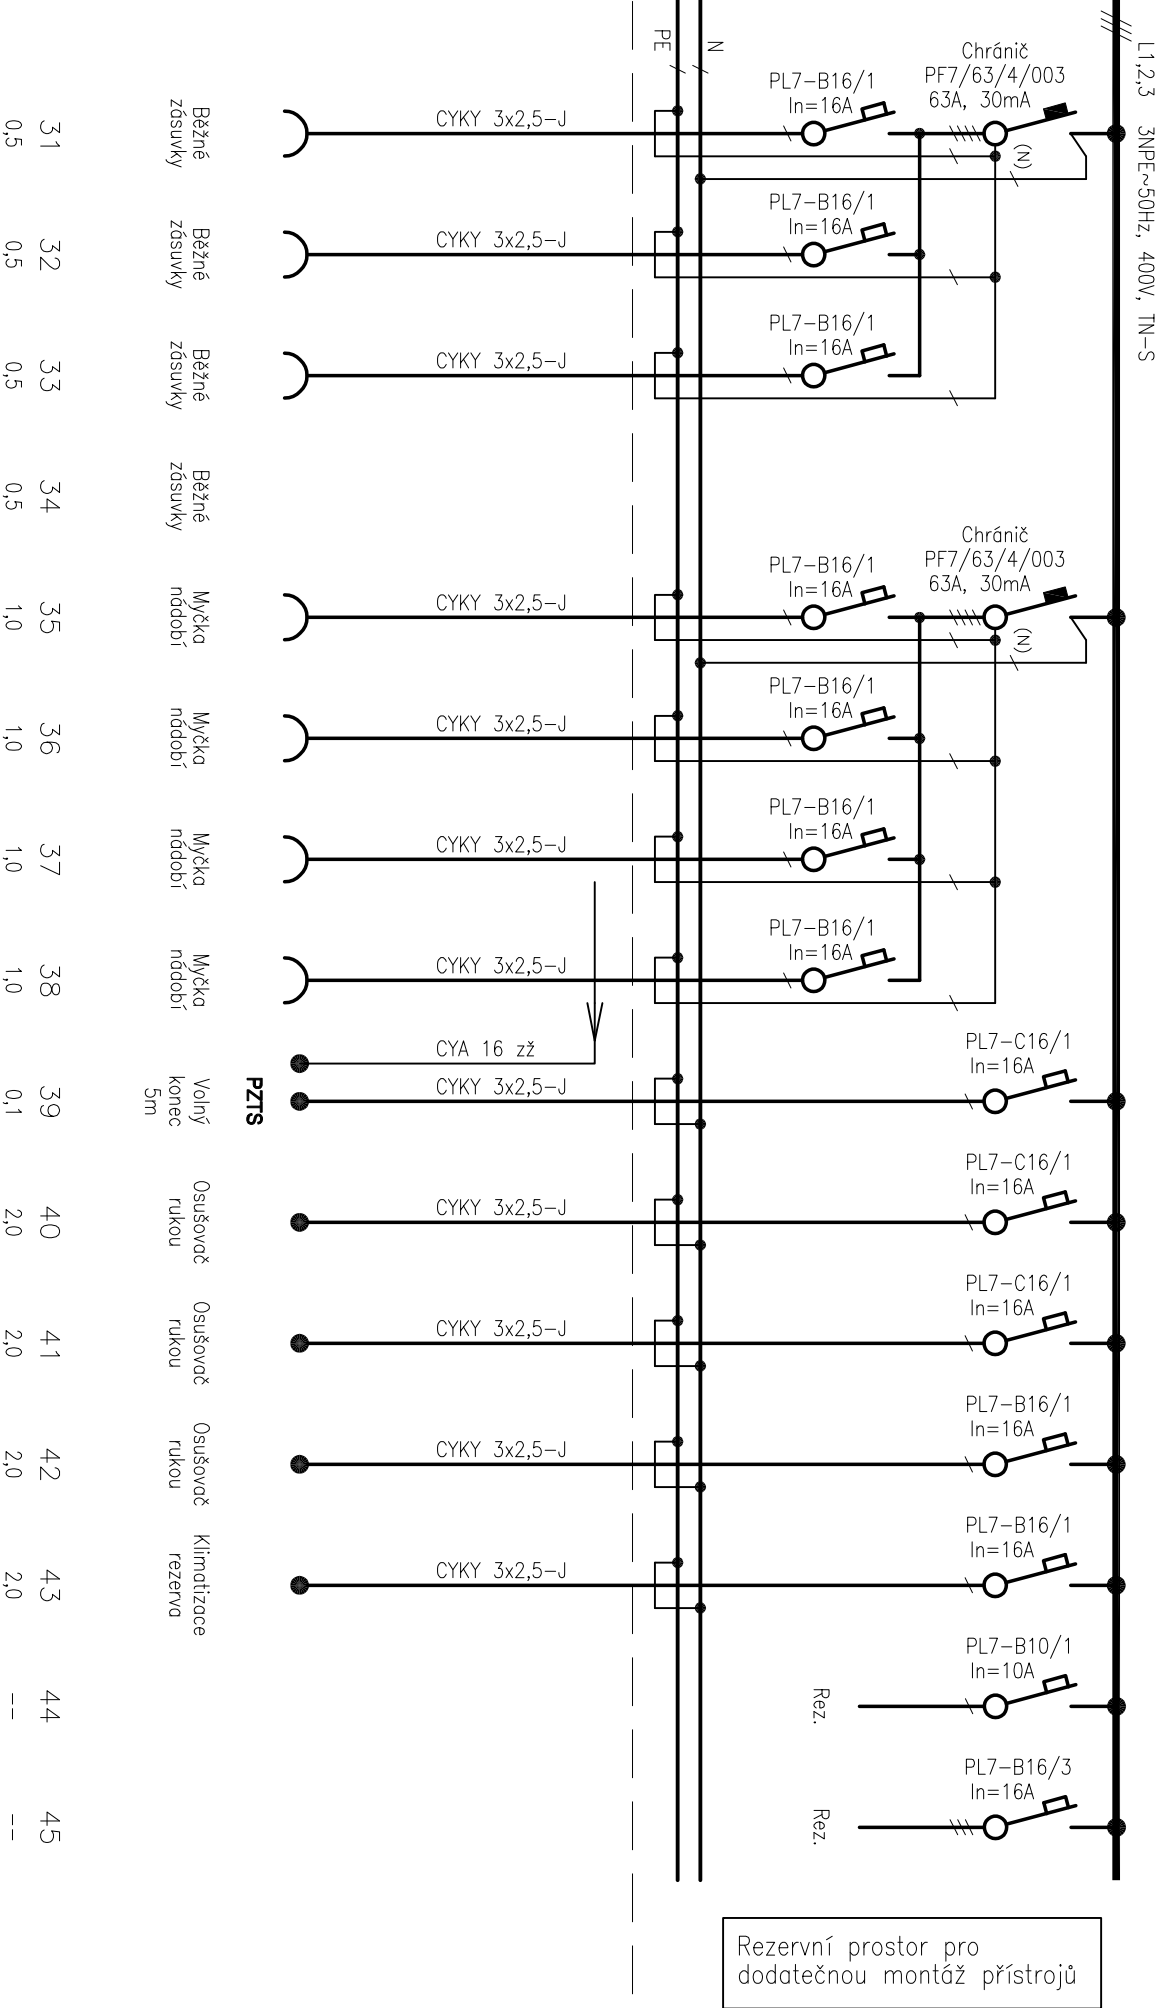 L1,2,3 3NPE~50Hz, 400V, TN-S
PE
N
Chránič
PF7/63/4/003
63A, 30mA
(N)
PL7-B16/1
In=16A
CYKY 3x2,5-J
Běžné
zásuvky
31
0,5
PL7-B16/1
In=16A
CYKY 3x2,5-J
Běžné
zásuvky
32
0,5
PL7-B16/1
In=16A
CYKY 3x2,5-J
Běžné
zásuvky
33
0,5
Běžné
zásuvky
34
0,5
Chránič
PF7/63/4/003
63A, 30mA
(N)
PL7-B16/1
In=16A
CYKY 3x2,5-J
Myčka
nádobí
35
1,0
PL7-B16/1
In=16A
CYKY 3x2,5-J
Myčka
nádobí
36
1,0
PL7-B16/1
In=16A
CYKY 3x2,5-J
Myčka
nádobí
37
1,0
PL7-B16/1
In=16A
CYKY 3x2,5-J
Myčka
nádobí
38
1,0
CYA 16 zž
PL7-C16/1
In=16A
CYKY 3x2,5-J
PZTS
Volný
konec
5m
39
0,1
PL7-C16/1
In=16A
CYKY 3x2,5-J
Osušovač
rukou
40
2,0
PL7-C16/1
In=16A
CYKY 3x2,5-J
Osušovač
rukou
41
2,0
PL7-B16/1
In=16A
CYKY 3x2,5-J
Osušovač
rukou
42
2,0
PL7-B16/1
In=16A
CYKY 3x2,5-J
Klimatizace
rezerva
43
2,0
PL7-B10/1
In=10A
Rez.
44
--
PL7-B16/3
In=16A
Rez.
45
--
Rezervní prostor pro
dodatečnou montáž přístrojů